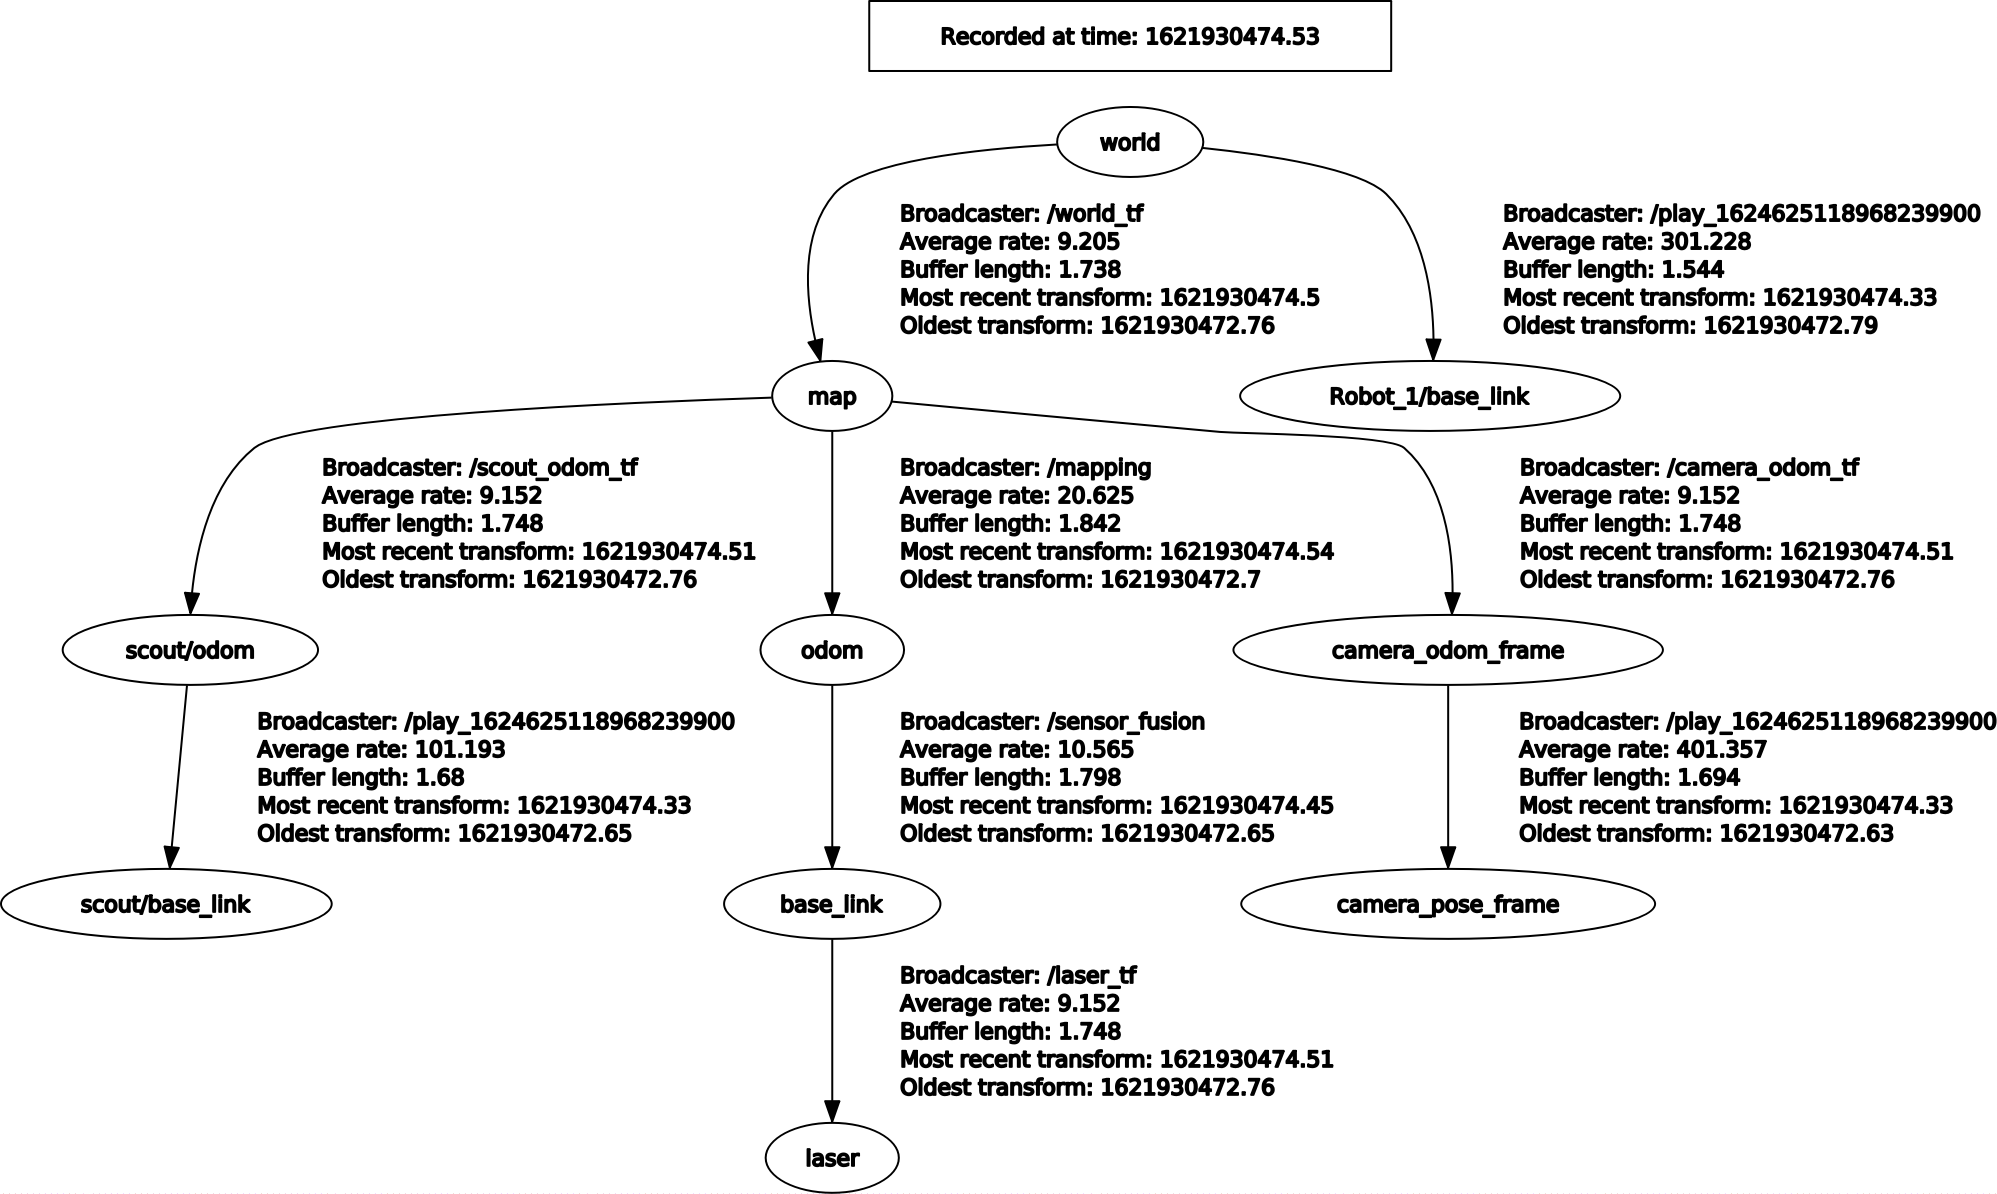 Recorded at time: 1621930474.53
world
Broadcaster: /world_tf
Average rate: 9.205
Buffer length: 1.738
Most recent transform: 1621930474.5
Oldest transform: 1621930472.76
Broadcaster: /play_1624625118968239900
Average rate: 301.228
Buffer length: 1.544
Most recent transform: 1621930474.33
Oldest transform: 1621930472.79
map
Robot_1/base_link
Broadcaster: /scout_odom_tf
Average rate: 9.152
Buffer length: 1.748
Most recent transform: 1621930474.51
Oldest transform: 1621930472.76
Broadcaster: /mapping
Average rate: 20.625
Buffer length: 1.842
Most recent transform: 1621930474.54
Oldest transform: 1621930472.7
Broadcaster: /camera_odom_tf
Average rate: 9.152
Buffer length: 1.748
Most recent transform: 1621930474.51
Oldest transform: 1621930472.76
scout/odom
odom
camera_odom_frame
Broadcaster: /play_1624625118968239900
Average rate: 101.193
Buffer length: 1.68
Most recent transform: 1621930474.33
Oldest transform: 1621930472.65
Broadcaster: /sensor_fusion
Average rate: 10.565
Buffer length: 1.798
Most recent transform: 1621930474.45
Oldest transform: 1621930472.65
Broadcaster: /play_1624625118968239900
Average rate: 401.357
Buffer length: 1.694
Most recent transform: 1621930474.33
Oldest transform: 1621930472.63
scout/base_link
base_link
camera_pose_frame
Broadcaster: /laser_tf
Average rate: 9.152
Buffer length: 1.748
Most recent transform: 1621930474.51
Oldest transform: 1621930472.76
laser